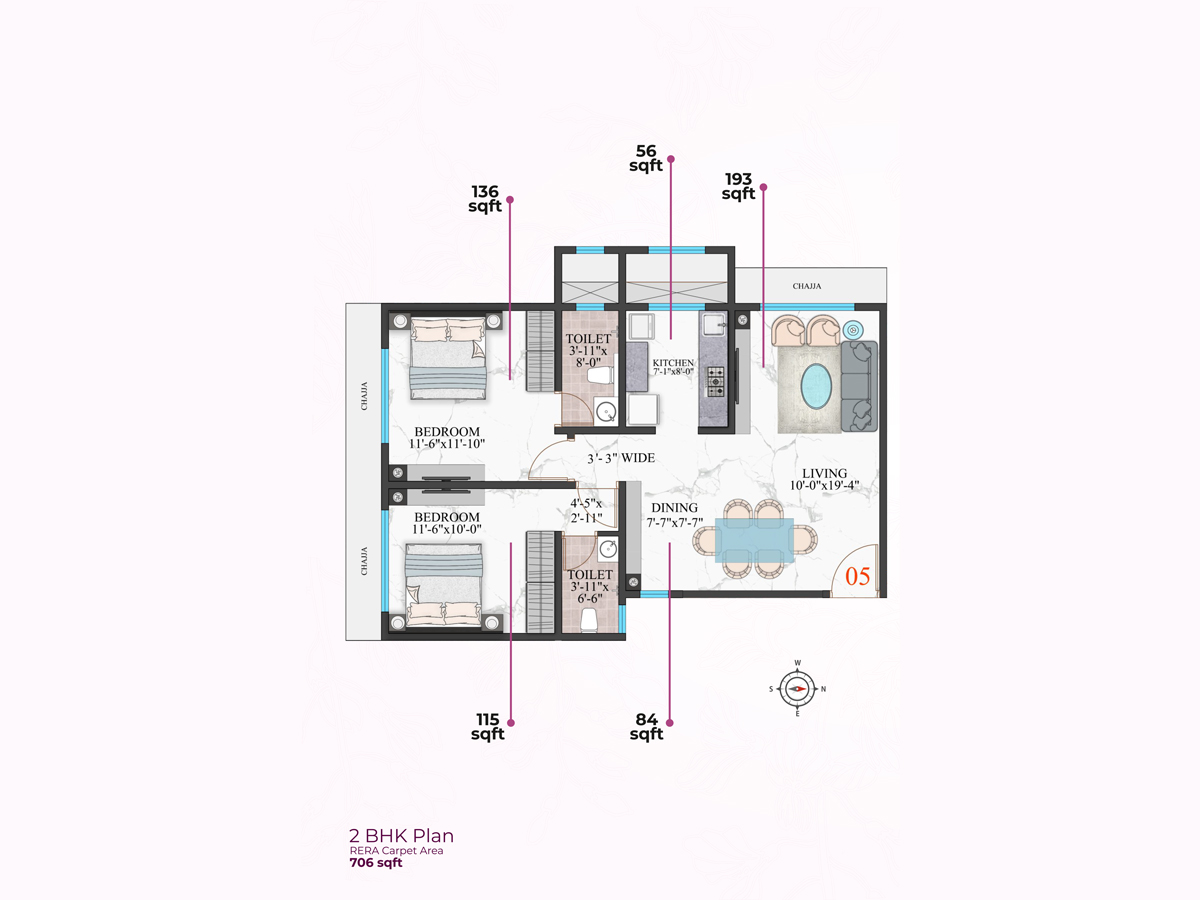 56
sqft
193
sqft
136
sqft
CHAJJA
TOILET
3'-11"x
8'-0"
KITCHEN
7'-1"x8'-0"
CHAJJA
BEDROOM
11'-6"x11'-10"
3'- 3" WIDE
LIVING
10'-0"x19'-4"
4'-5"x
2'-11"
DINING
7'-7"x7'-7"
BEDROOM
11'-6"x10'-0"
CHAJJA
TOILET
3'-11"x
6'-6"
05
W
S
N
E
115
sqft
84
sqft
2 BHK Plan
RERA Carpet Area
706 sqft